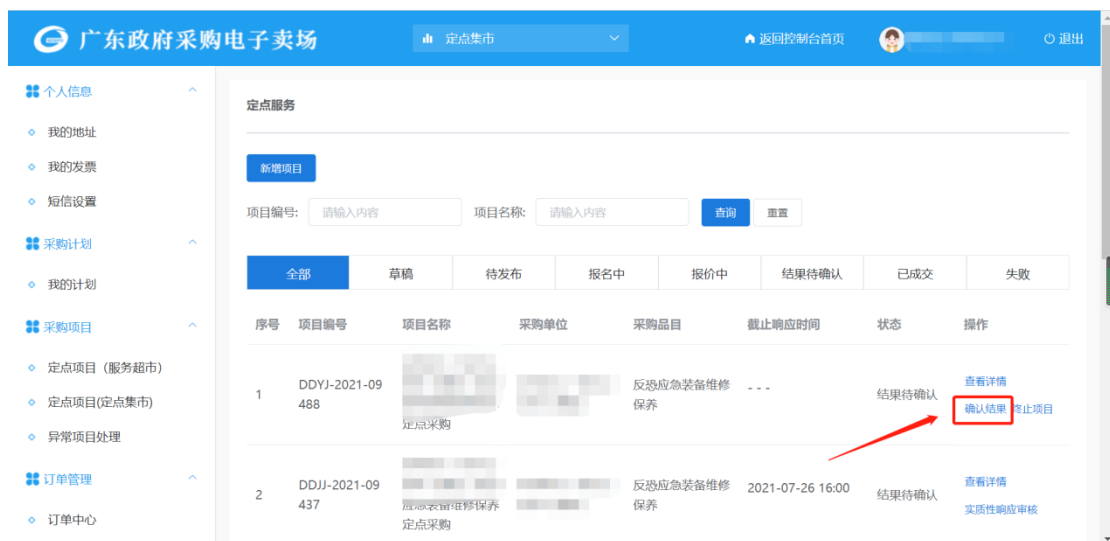 广东政府采购电子卖场
定点集市
返回控制台首页
退出
个人信息
我的地址
我的发票
短信设置
采购计划
我的计划
采购项目
定点项目（服务超市）
定点项目(定点集市)
异常项目处理
订单管理
订单中心
定点服务
新增项目
项目编号: 请输入内容 项目名称: 请输入内容 查询 重置
全部 草稿 待发布 报名中 报价中 结果待确认 已成交 失败
序号 项目编号 项目名称 采购单位 采购品目 截止响应时间 状态 操作
1 DDYJ-2021-09
488
定点采购
反恐应急装备维修
保养
- - -
结果待确认
查看详情
确认结果 终止项目
2 DDJJ-2021-09
437
应急装备维修保养
定点采购
反恐应急装备维修
保养
2021-07-26 16:00
结果待确认
查看详情
实质性响应审核